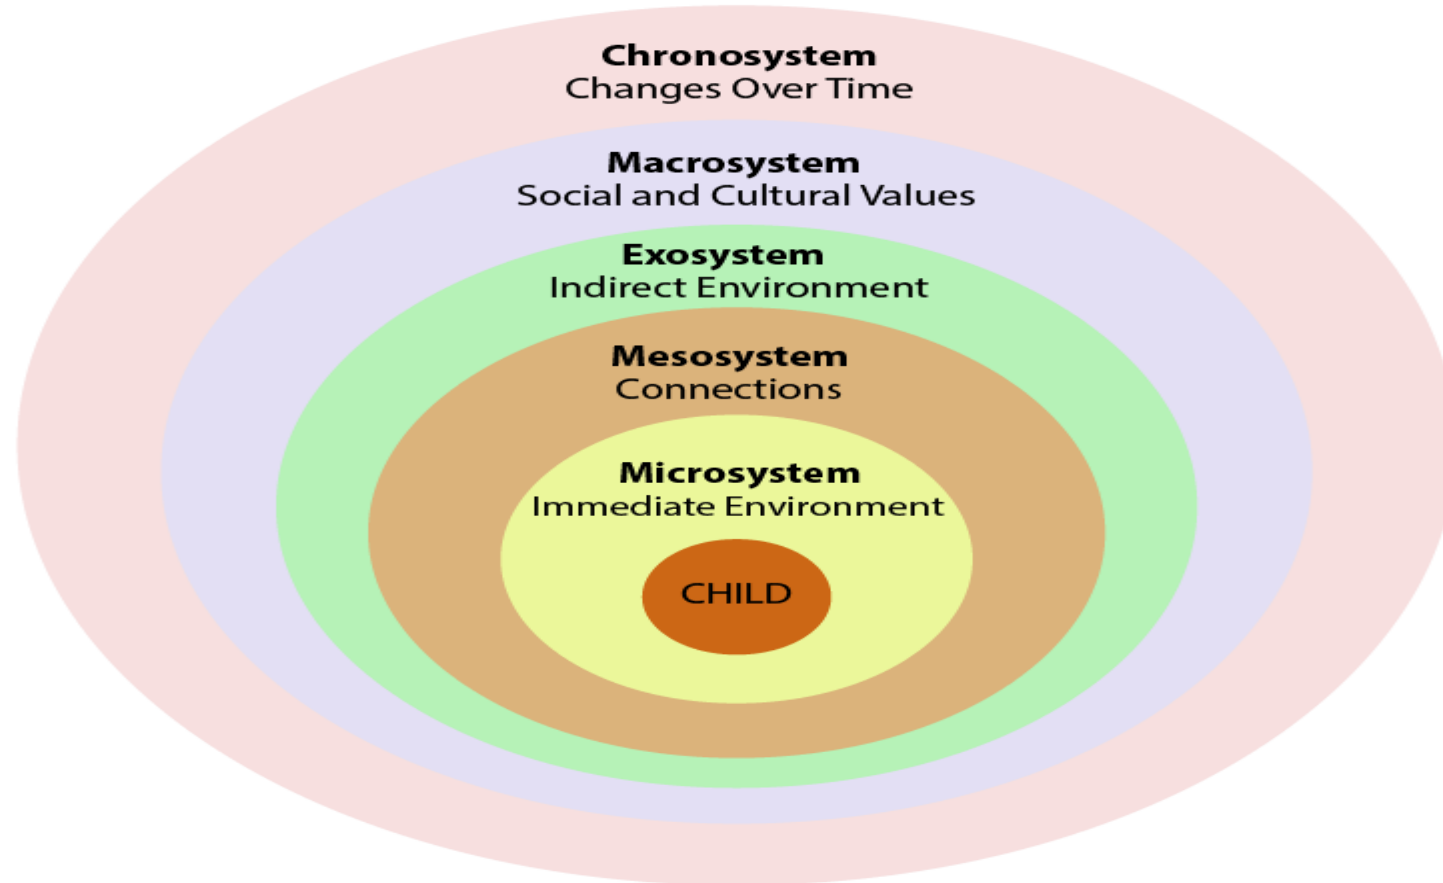 Chronosystem
Changes Over Time
Macrosystem
Social and Cultural Values
Exosystem
Indirect Environment
Mesosystem
Connections
Microsystem
Immediate Environment
CHILD